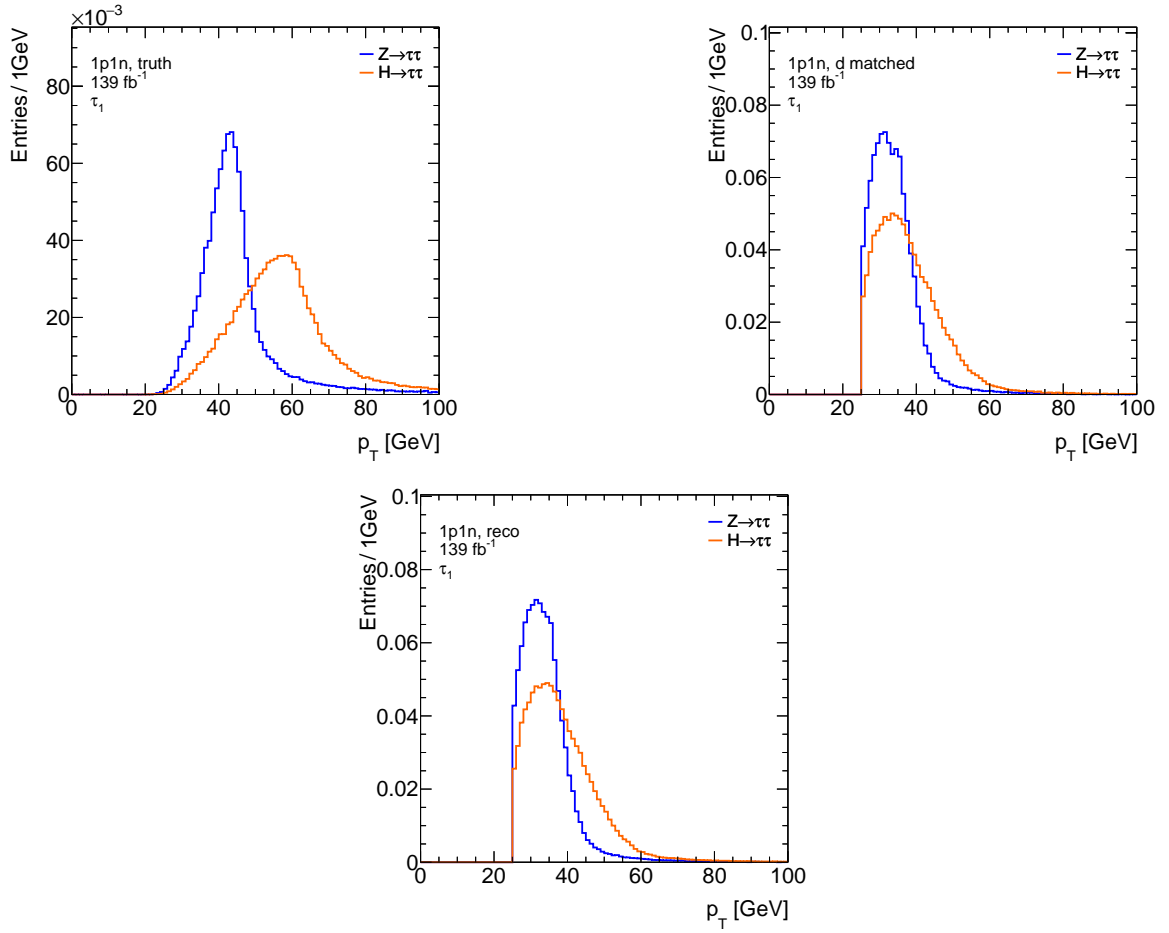 ×10⁻³
Entries / 1GeV
80
60
40
20
0
1p1n, truth
139 fb⁻¹
τ₁
Z→ττ
H→ττ
0 20 40 60 80 100
p_T [GeV]
Entries / 1GeV
0.1
0.08
0.06
0.04
0.02
0
1p1n, d matched
139 fb⁻¹
τ₁
Z→ττ
H→ττ
0 20 40 60 80 100
p_T [GeV]
Entries / 1GeV
0.1
0.08
0.06
0.04
0.02
0
1p1n, reco
139 fb⁻¹
τ₁
Z→ττ
H→ττ
0 20 40 60 80 100
p_T [GeV]